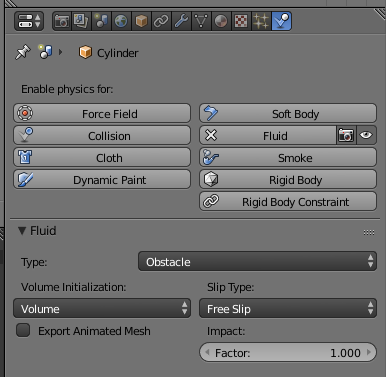 Cylinder
Enable physics for:
Force Field
Soft Body
Collision
Fluid
Cloth
Smoke
Dynamic Paint
Rigid Body
Rigid Body Constraint
Fluid
Type:
Obstacle
Volume Initialization:
Slip Type:
Volume
Free Slip
Export Animated Mesh
Impact:
Factor: 1.000